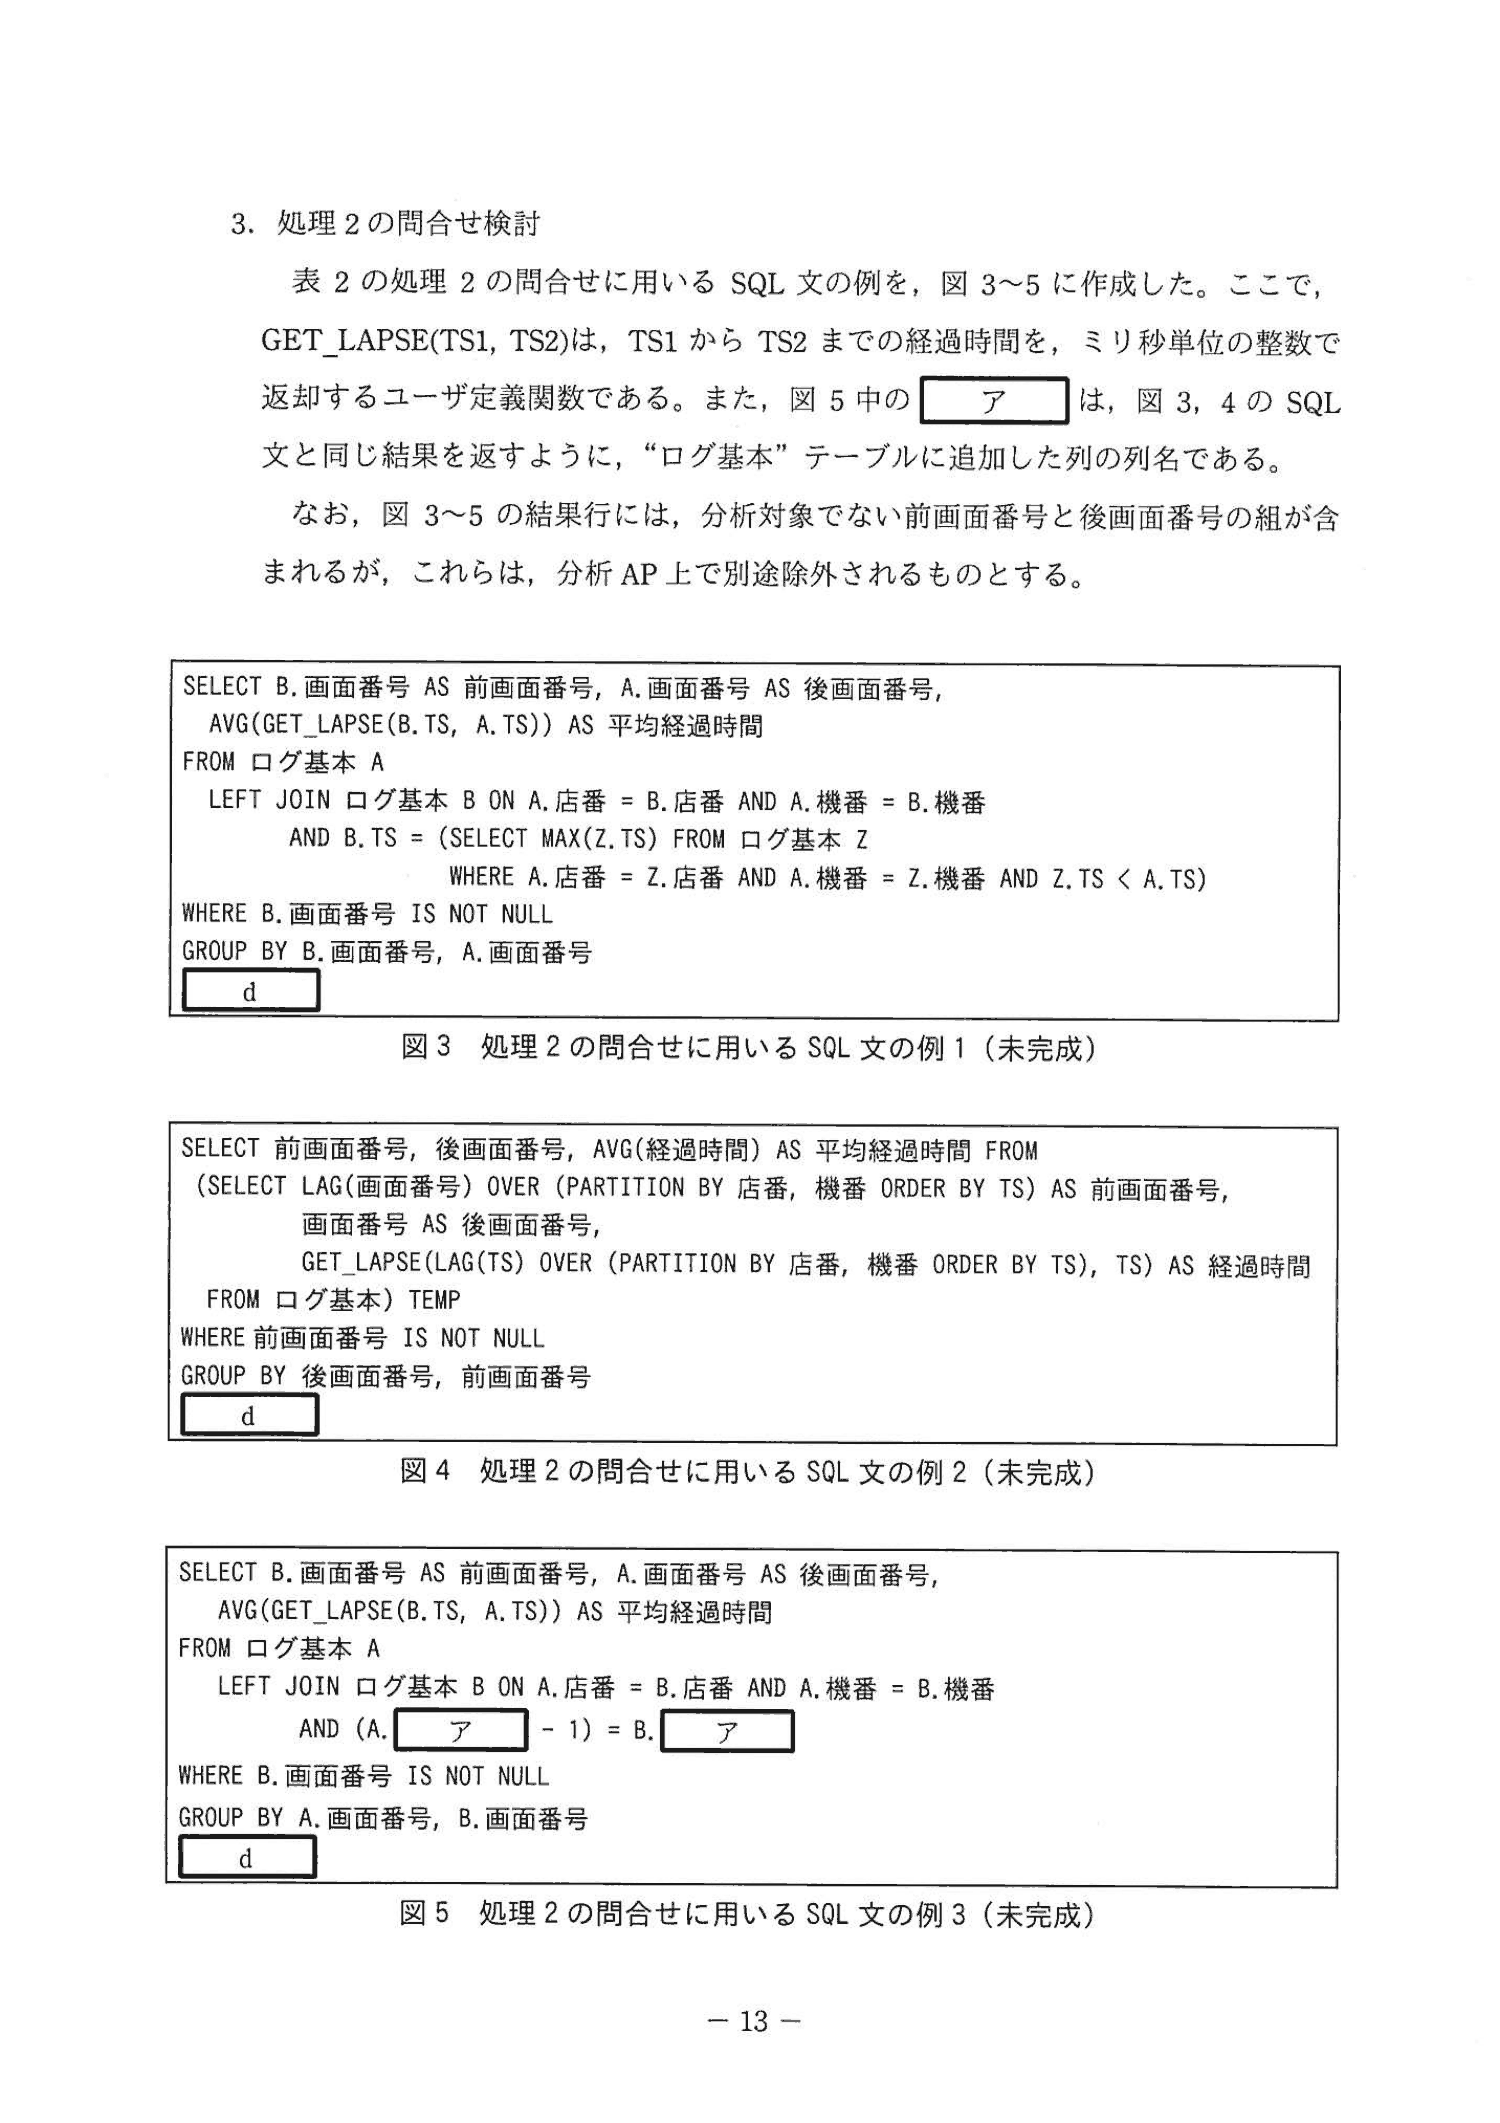 3. 処理2の問合せ検討
表 2 の処理 2 の問合せに用いる SQL 文の例を，図 3～5 に作成した。ここで，
GET_LAPSE(TS1, TS2)は，TS1 から TS2 までの経過時間を，ミリ秒単位の整数で
返却するユーザ定義関数である。また，図 5 中の ア は，図 3，4 の SQL
文と同じ結果を返すように，“ログ基本” テーブルに追加した列の列名である。
なお，図 3～5 の結果行には，分析対象でない前画面番号と後画面番号の組が含
まれるが，これらは，分析 AP 上で別途除外されるものとする。
SELECT B.画面番号 AS 前画面番号, A.画面番号 AS 後画面番号,
AVG(GET_LAPSE(B.TS, A.TS)) AS 平均経過時間
FROM ログ基本 A
LEFT JOIN ログ基本 B ON A.店番 = B.店番 AND A.機番 = B.機番
AND B.TS = (SELECT MAX(Z.TS) FROM ログ基本 Z
WHERE A.店番 = Z.店番 AND A.機番 = Z.機番 AND Z.TS < A.TS)
WHERE B.画面番号 IS NOT NULL
GROUP BY B.画面番号, A.画面番号
d
図3 処理2の問合せに用いる SQL 文の例1（未完成）
SELECT 前画面番号, 後画面番号, AVG(経過時間) AS 平均経過時間 FROM
(SELECT LAG(画面番号) OVER (PARTITION BY 店番, 機番 ORDER BY TS) AS 前画面番号,
画面番号 AS 後画面番号,
GET_LAPSE(LAG(TS) OVER (PARTITION BY 店番, 機番 ORDER BY TS), TS) AS 経過時間
FROM ログ基本) TEMP
WHERE 前画面番号 IS NOT NULL
GROUP BY 後画面番号, 前画面番号
d
図4 処理2の問合せに用いる SQL 文の例2（未完成）
SELECT B.画面番号 AS 前画面番号, A.画面番号 AS 後画面番号,
AVG(GET_LAPSE(B.TS, A.TS)) AS 平均経過時間
FROM ログ基本 A
LEFT JOIN ログ基本 B ON A.店番 = B.店番 AND A.機番 = B.機番
AND (A. ア - 1) = B. ア
WHERE B.画面番号 IS NOT NULL
GROUP BY A.画面番号, B.画面番号
d
図5 処理2の問合せに用いる SQL 文の例3（未完成）
－ 13 －